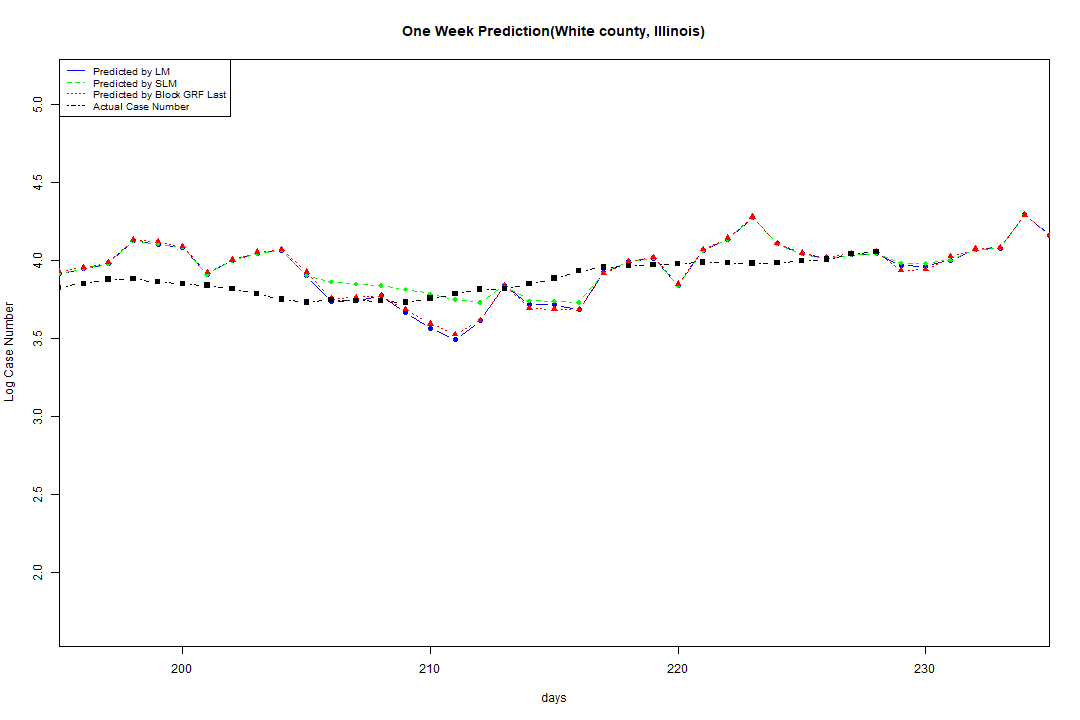 One Week Prediction(White county, Illinois)
Predicted by LM
Predicted by SLM
Predicted by Block GRF Last
Actual Case Number
5.0
4.5
4.0
3.5
3.0
2.5
2.0
Log Case Number
200 210 220 230
days